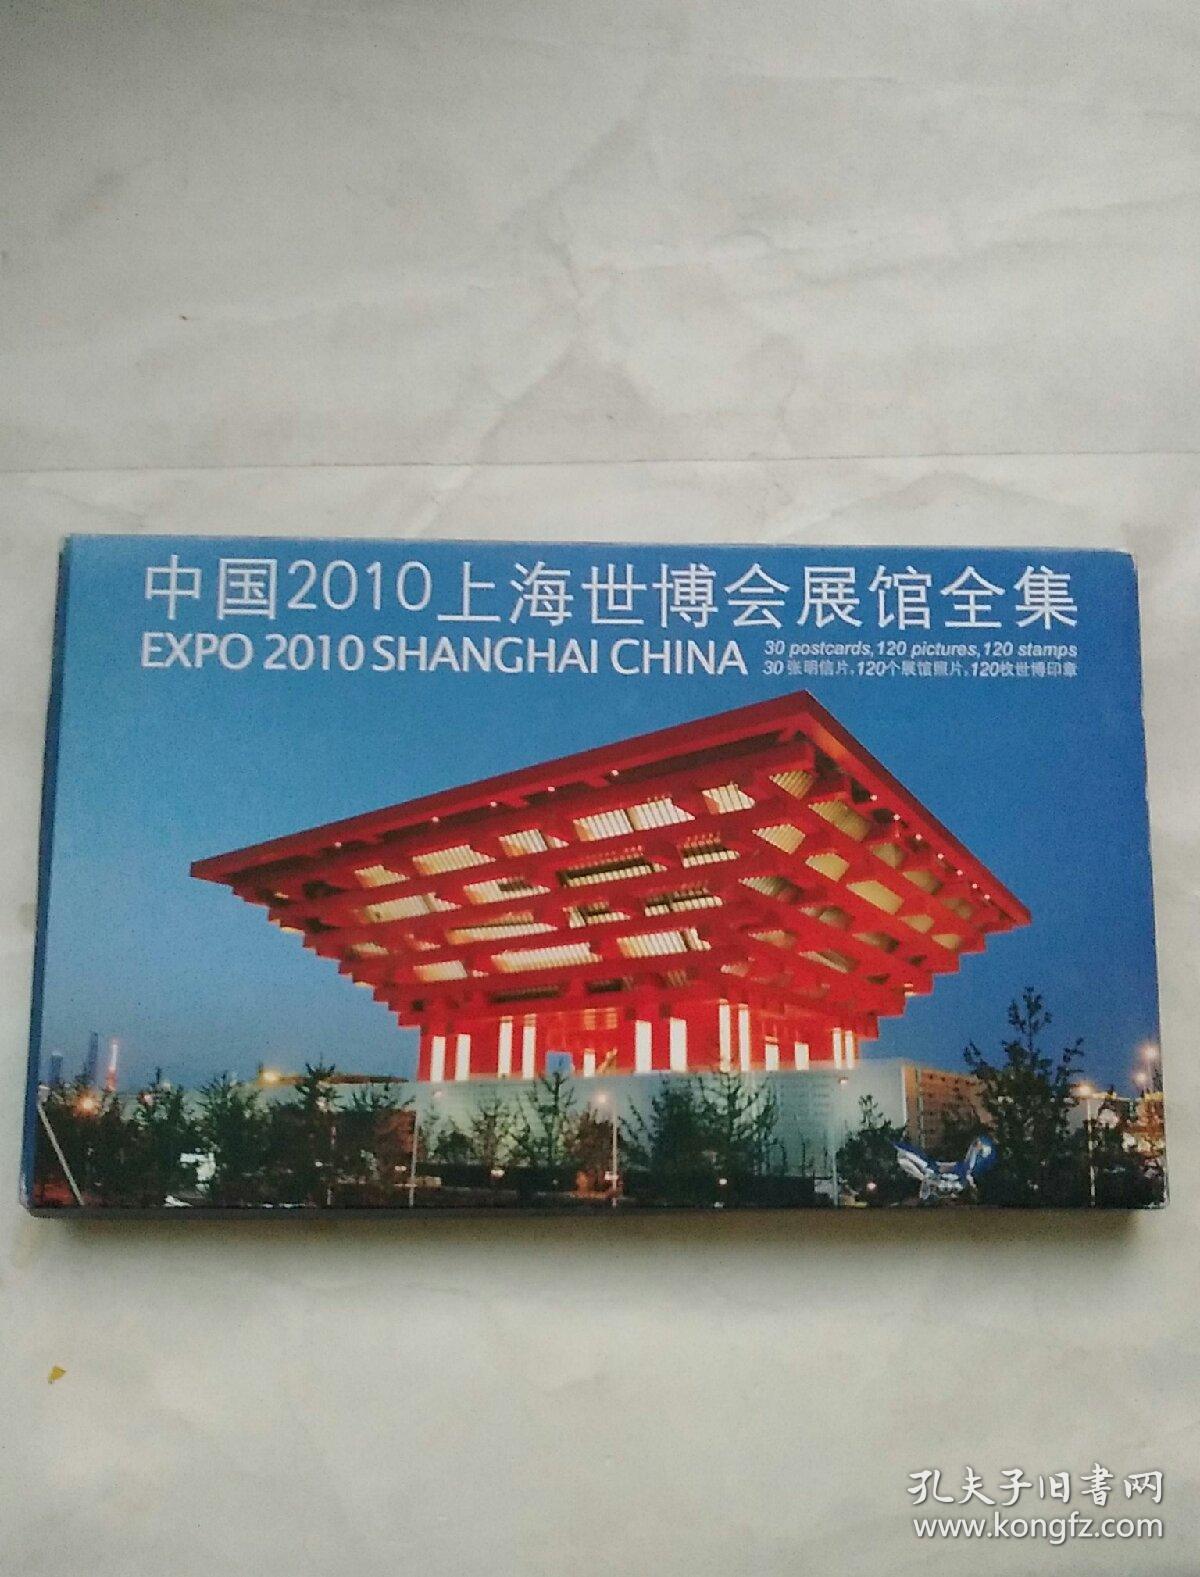 中国2010上海世博会展馆全集
EXPO 2010 SHANGHAI CHINA
30 postcards, 120 pictures, 120 stamps
30张明信片，120个展馆照片，120枚世博印章
孔夫子旧書网
www.kongfz.com